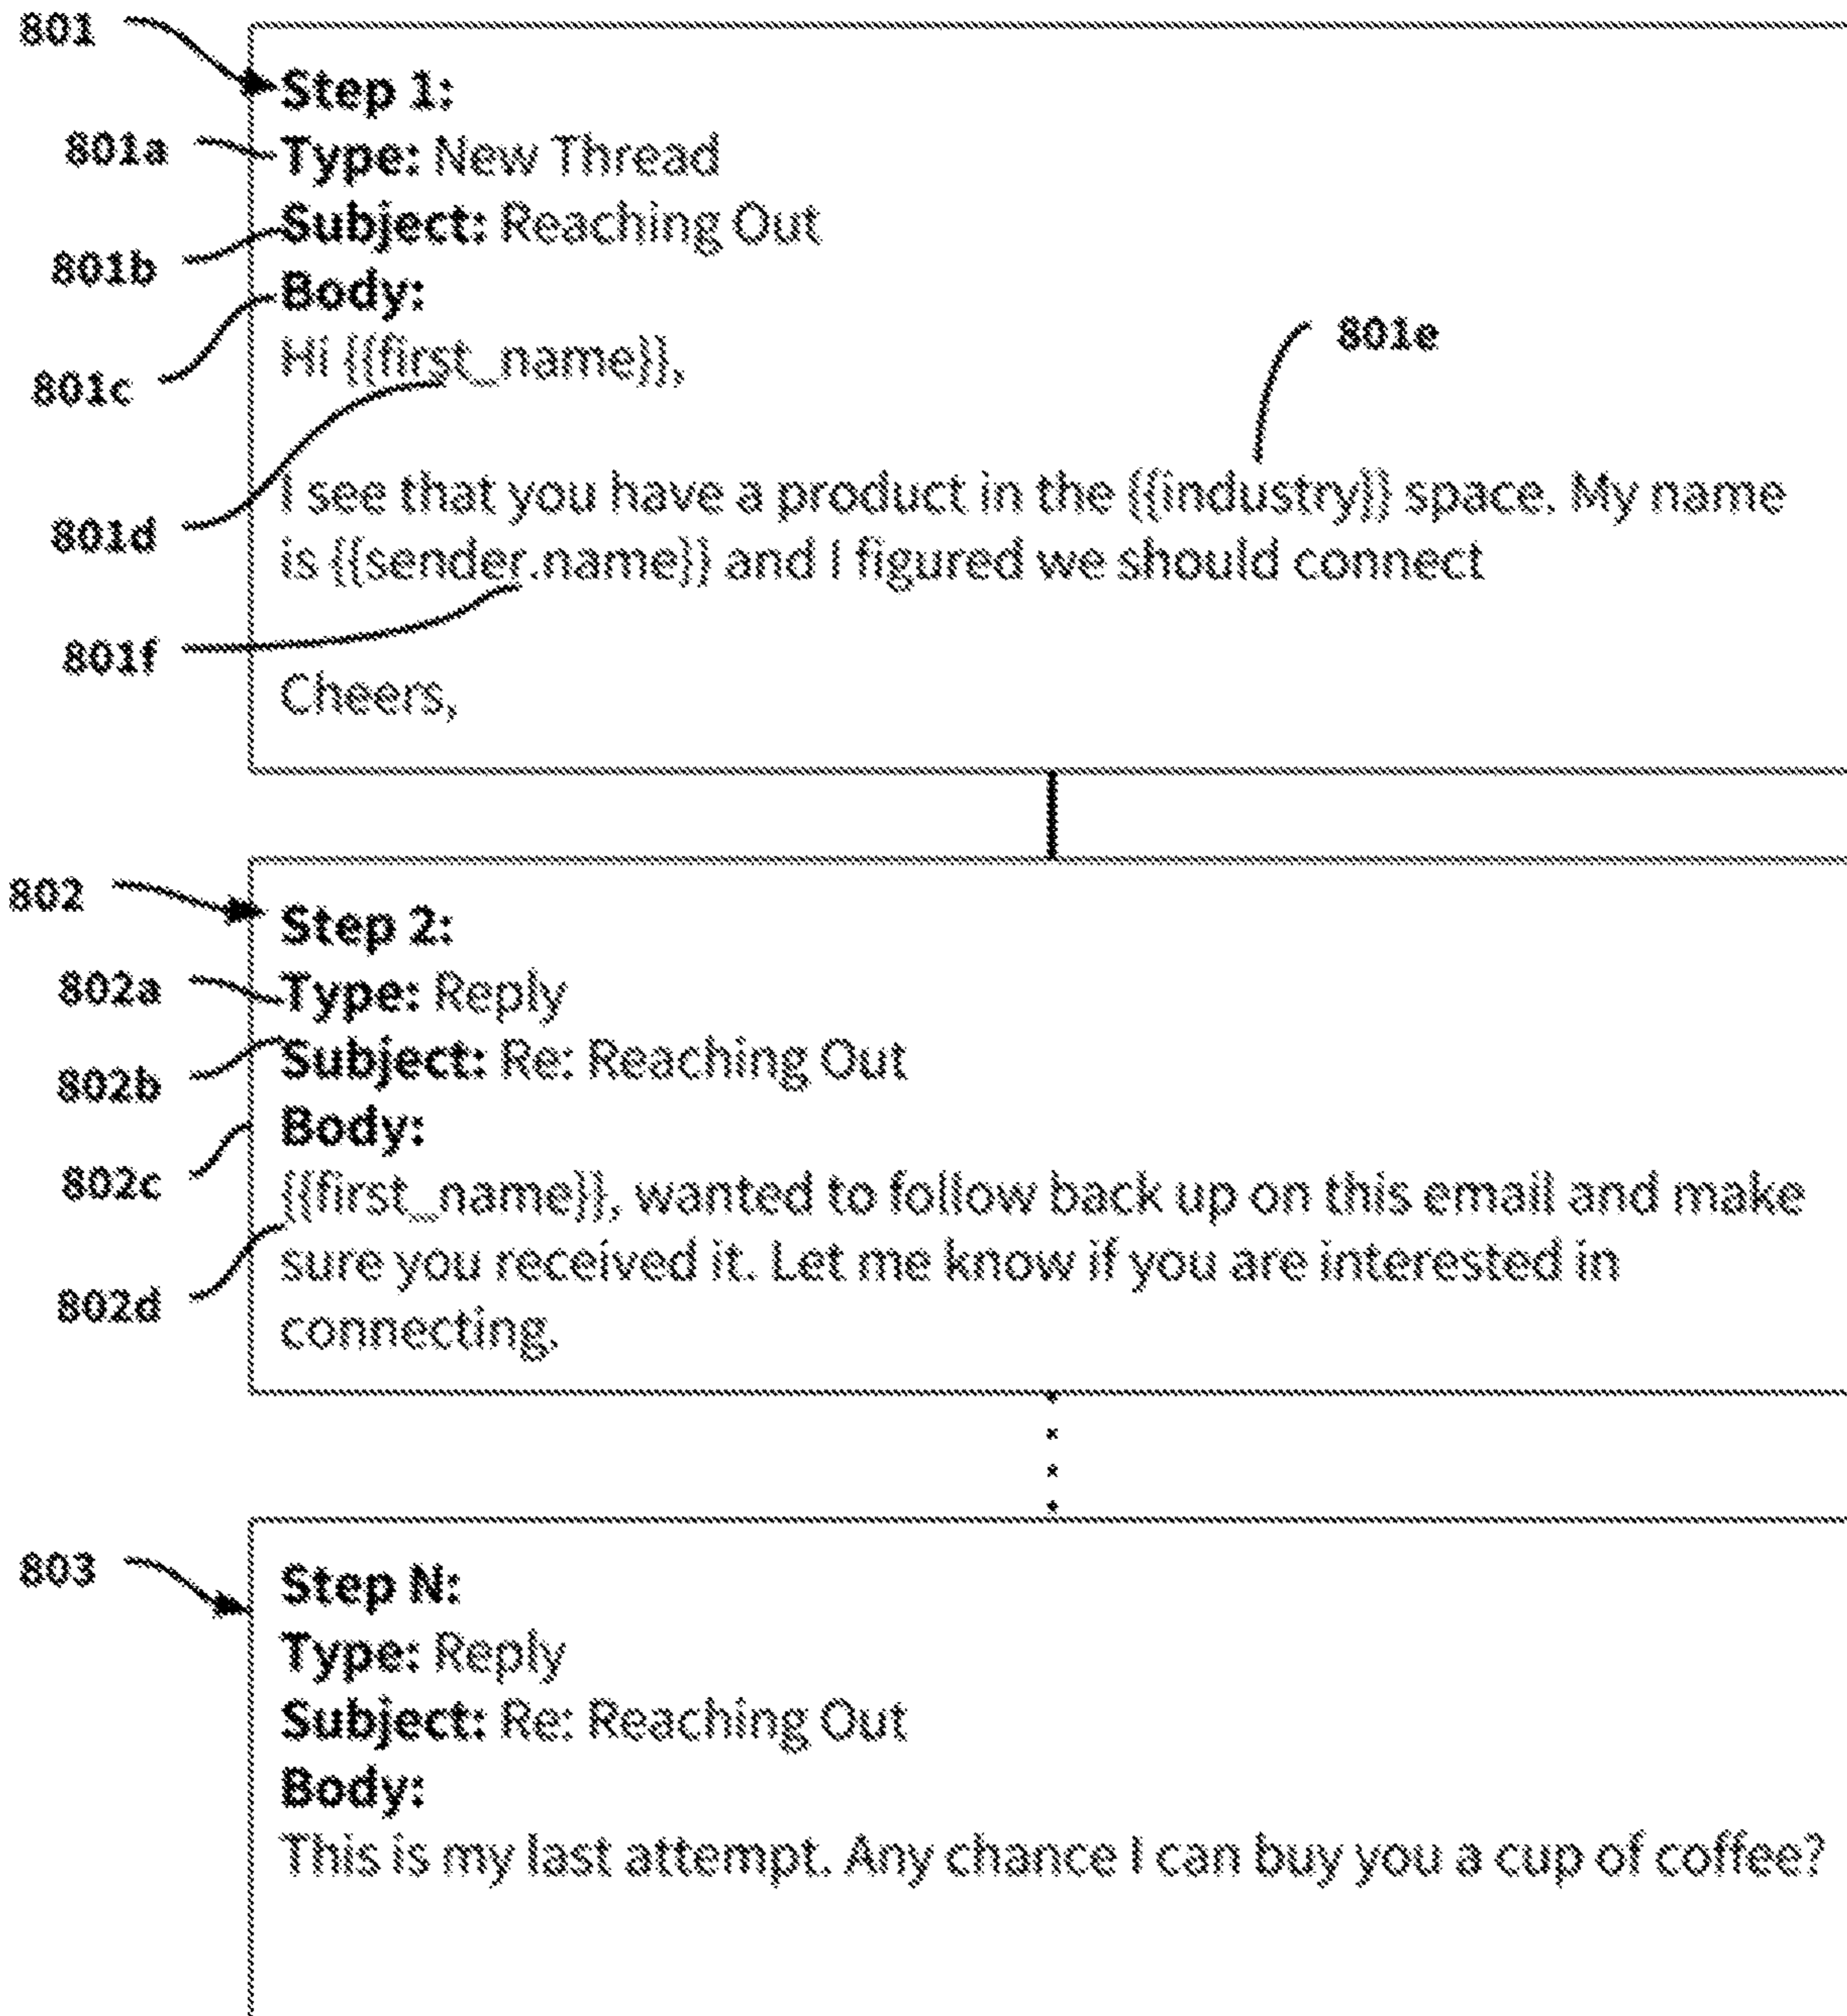 801
Step 1:
801a
Type: New Thread
Subject: Reaching Out
801b
Body:
801c
Hi {{first_name}},
801e
I see that you have a product in the {{industry}} space. My name
801d
is {{sender.name}} and I figured we should connect
801f
Cheers,
802
Step 2:
802a
Type: Reply
Subject: Re: Reaching Out
802b
Body:
802c
{{first_name}}, wanted to follow back up on this email and make
sure you received it. Let me know if you are interested in
802d
connecting.
803
Step N:
Type: Reply
Subject: Re: Reaching Out
Body:
This is my last attempt. Any chance I can buy you a cup of coffee?